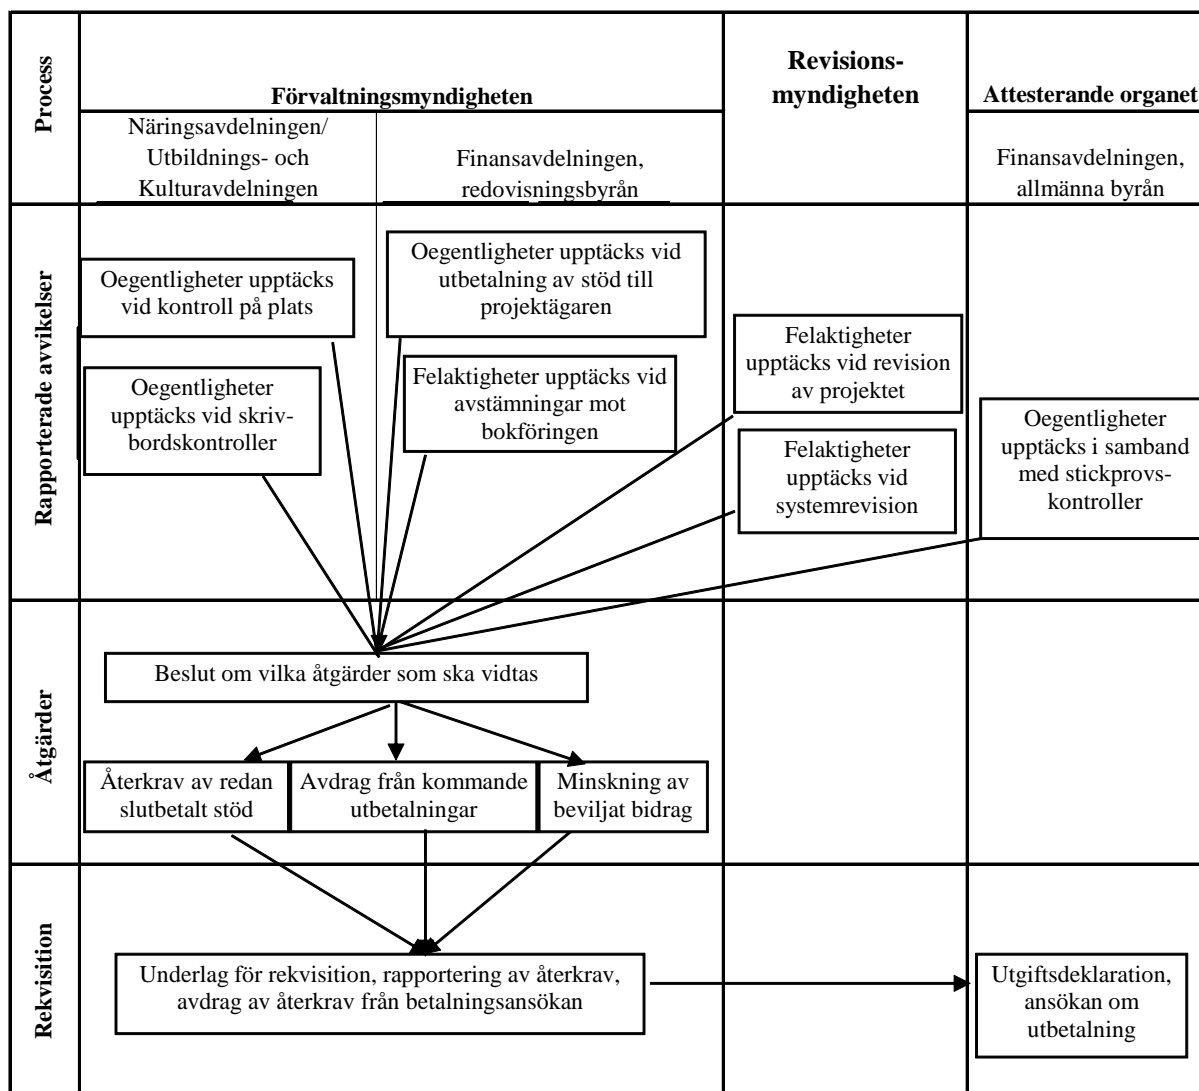 Process
Förvaltningsmyndigheten
Revisions-
myndigheten
Attesterande organet
Näringsavdelningen/
Utbildnings- och
Kulturavdelningen
Finansavdelningen,
redovisningsbyrån
Finansavdelningen,
allmänna byrån
Rapporterade avvikelser
Oegentligheter upptäcks
vid kontroll på plats
Oegentligheter upptäcks vid
utbetalning av stöd till
projektägaren
Oegentligheter
upptäcks vid skriv-
bordskontroller
Felaktigheter upptäcks vid
avstämningar mot
bokföringen
Felaktigheter
upptäcks vid revision
av projektet
Felaktigheter
upptäcks vid
systemrevision
Oegentligheter
upptäcks i samband
med stickprovs-
kontroller
Åtgärder
Beslut om vilka åtgärder som ska vidtas
Återkrav av redan
slutbetalt stöd
Avdrag från kommande
utbetalningar
Minskning av
beviljat bidrag
Rekvisition
Underlag för rekvisition, rapportering av återkrav,
avdrag av återkrav från betalningsansökan
Utgiftsdeklaration,
ansökan om
utbetalning